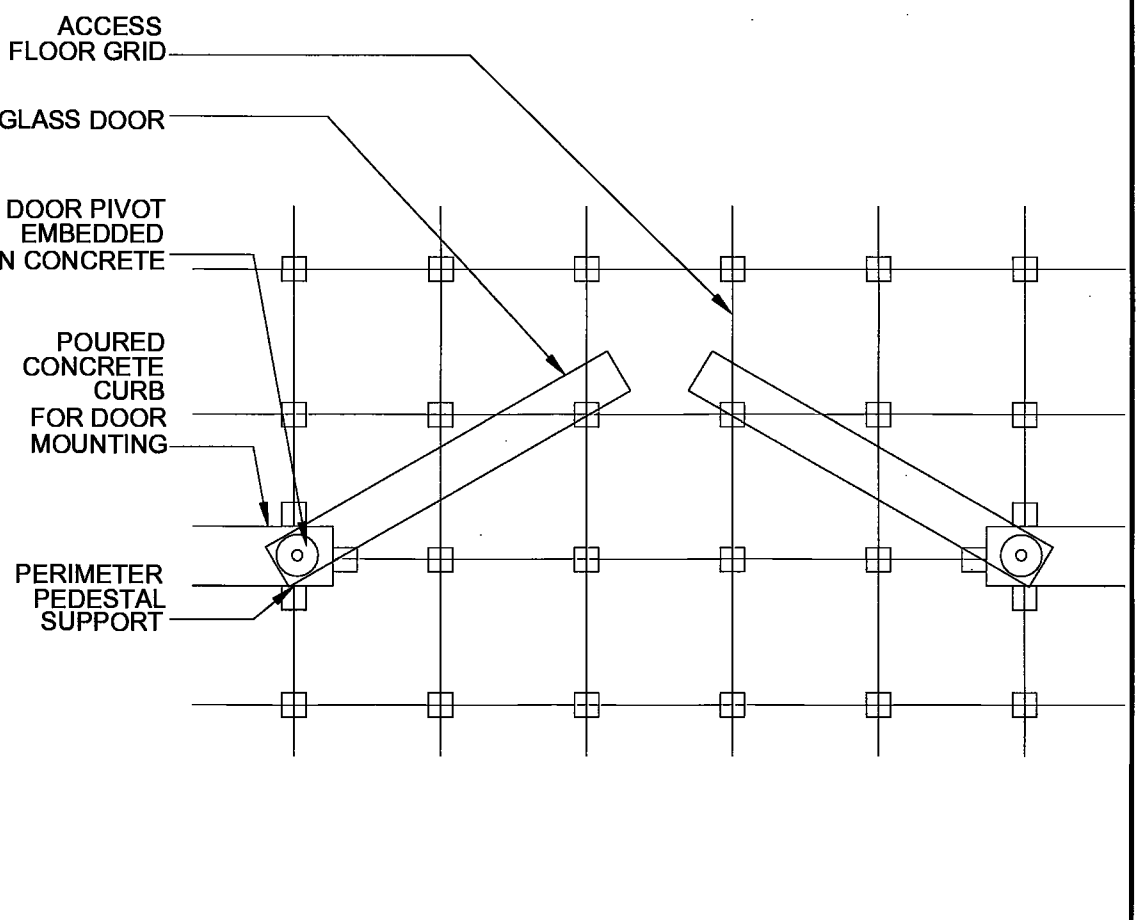 ACCESS
FLOOR GRID
GLASS DOOR
DOOR PIVOT
EMBEDDED
N CONCRETE
POURED
CONCRETE
CURB
FOR DOOR
MOUNTING
PERIMETER
PEDESTAL
SUPPORT